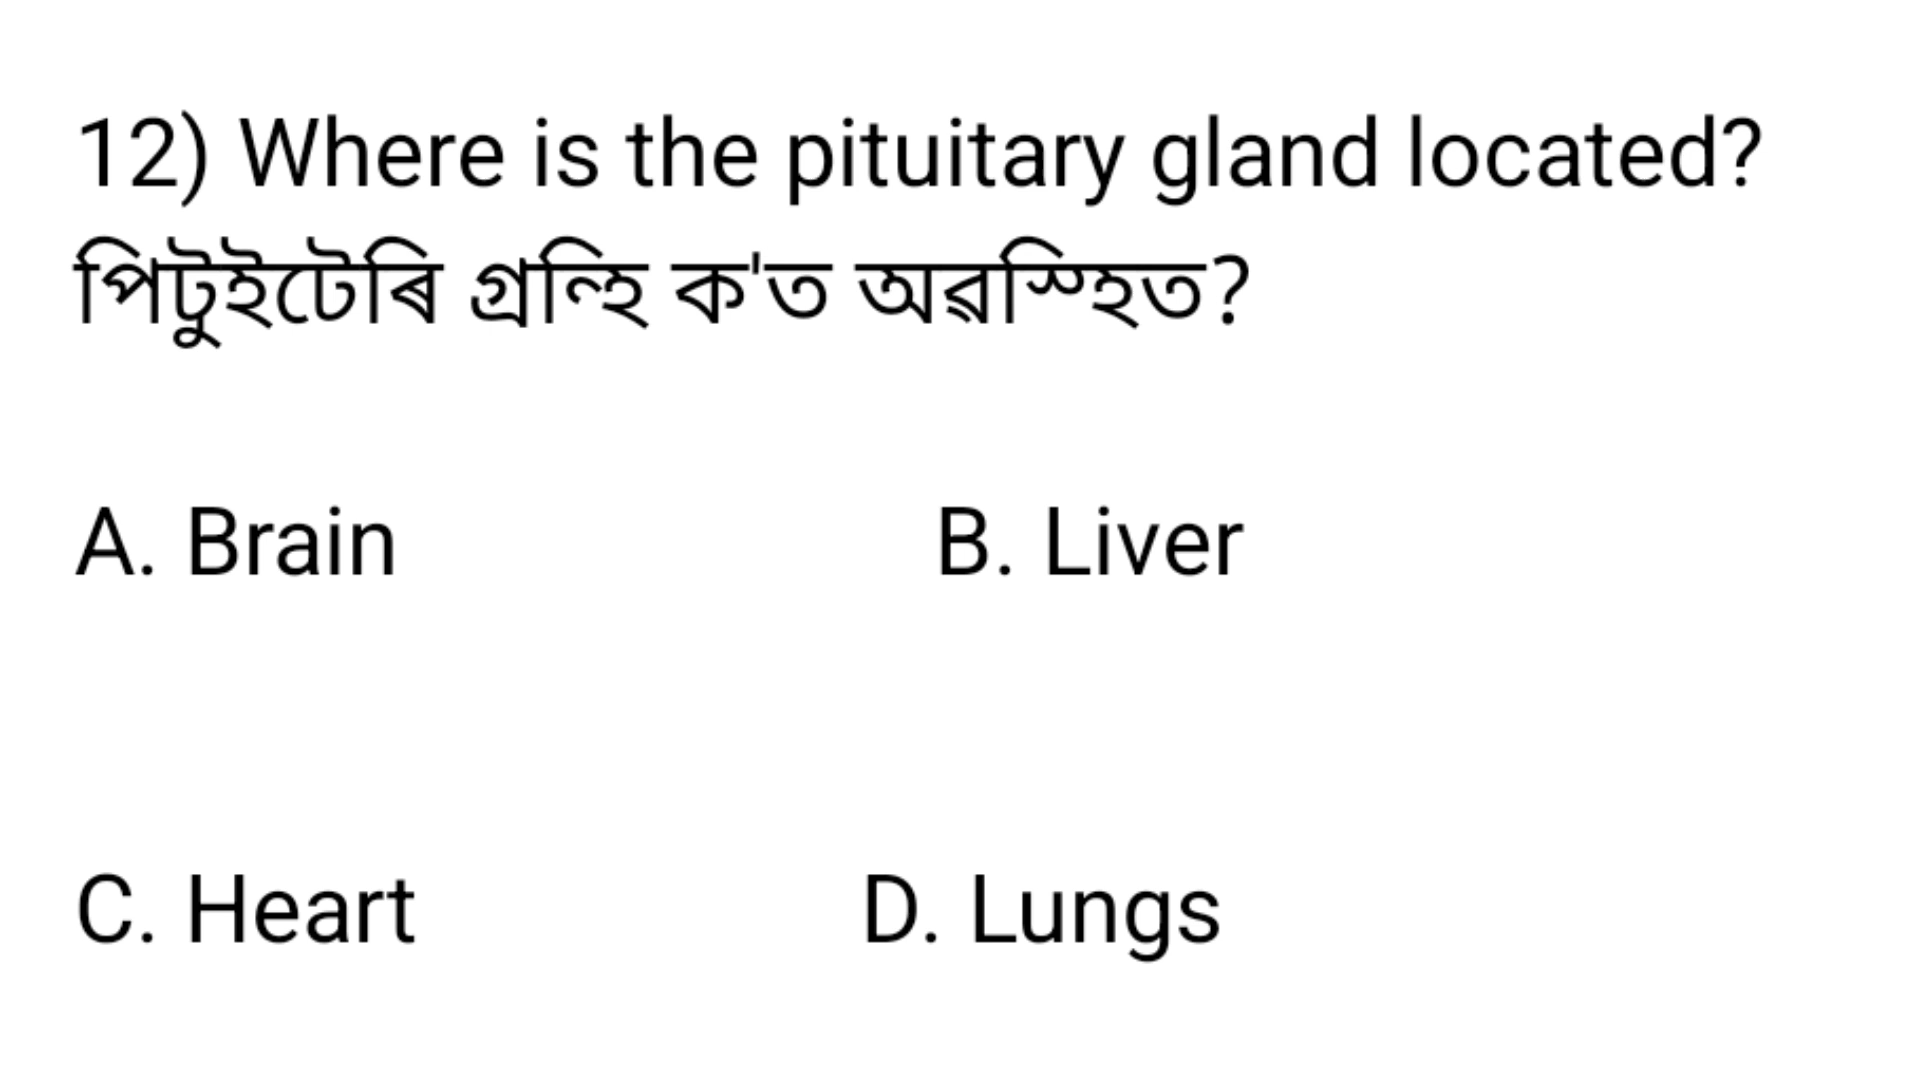 12) Where is the pituitary gland located?
পিটুইটেৰি গ্ৰন্হি ক'ত অৱস্হিত?
A. Brain B. Liver
C. Heart D. Lungs